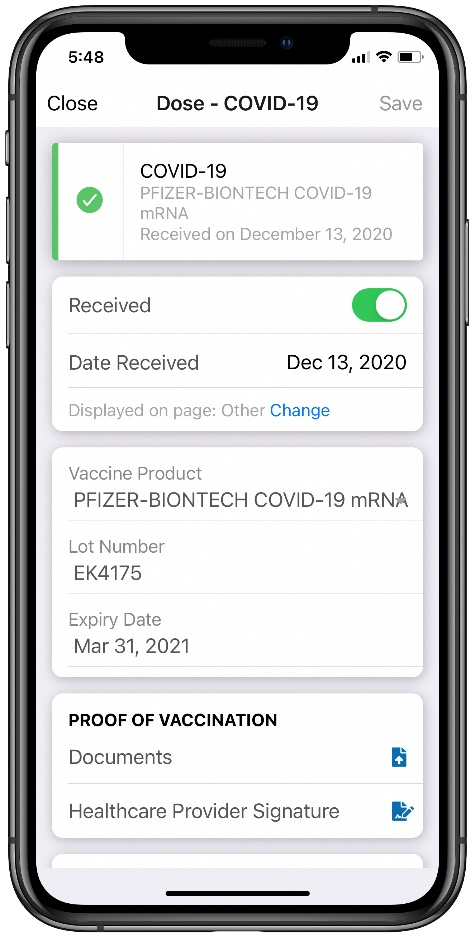 5:48
Close Dose - COVID-19 Save
COVID-19
PFIZER-BIONTECH COVID-19
mRNA
Received on December 13, 2020
Received
Date Received Dec 13, 2020
Displayed on page: Other Change
Vaccine Product
PFIZER-BIONTECH COVID-19 mRNA
Lot Number
EK4175
Expiry Date
Mar 31, 2021
PROOF OF VACCINATION
Documents
Healthcare Provider Signature